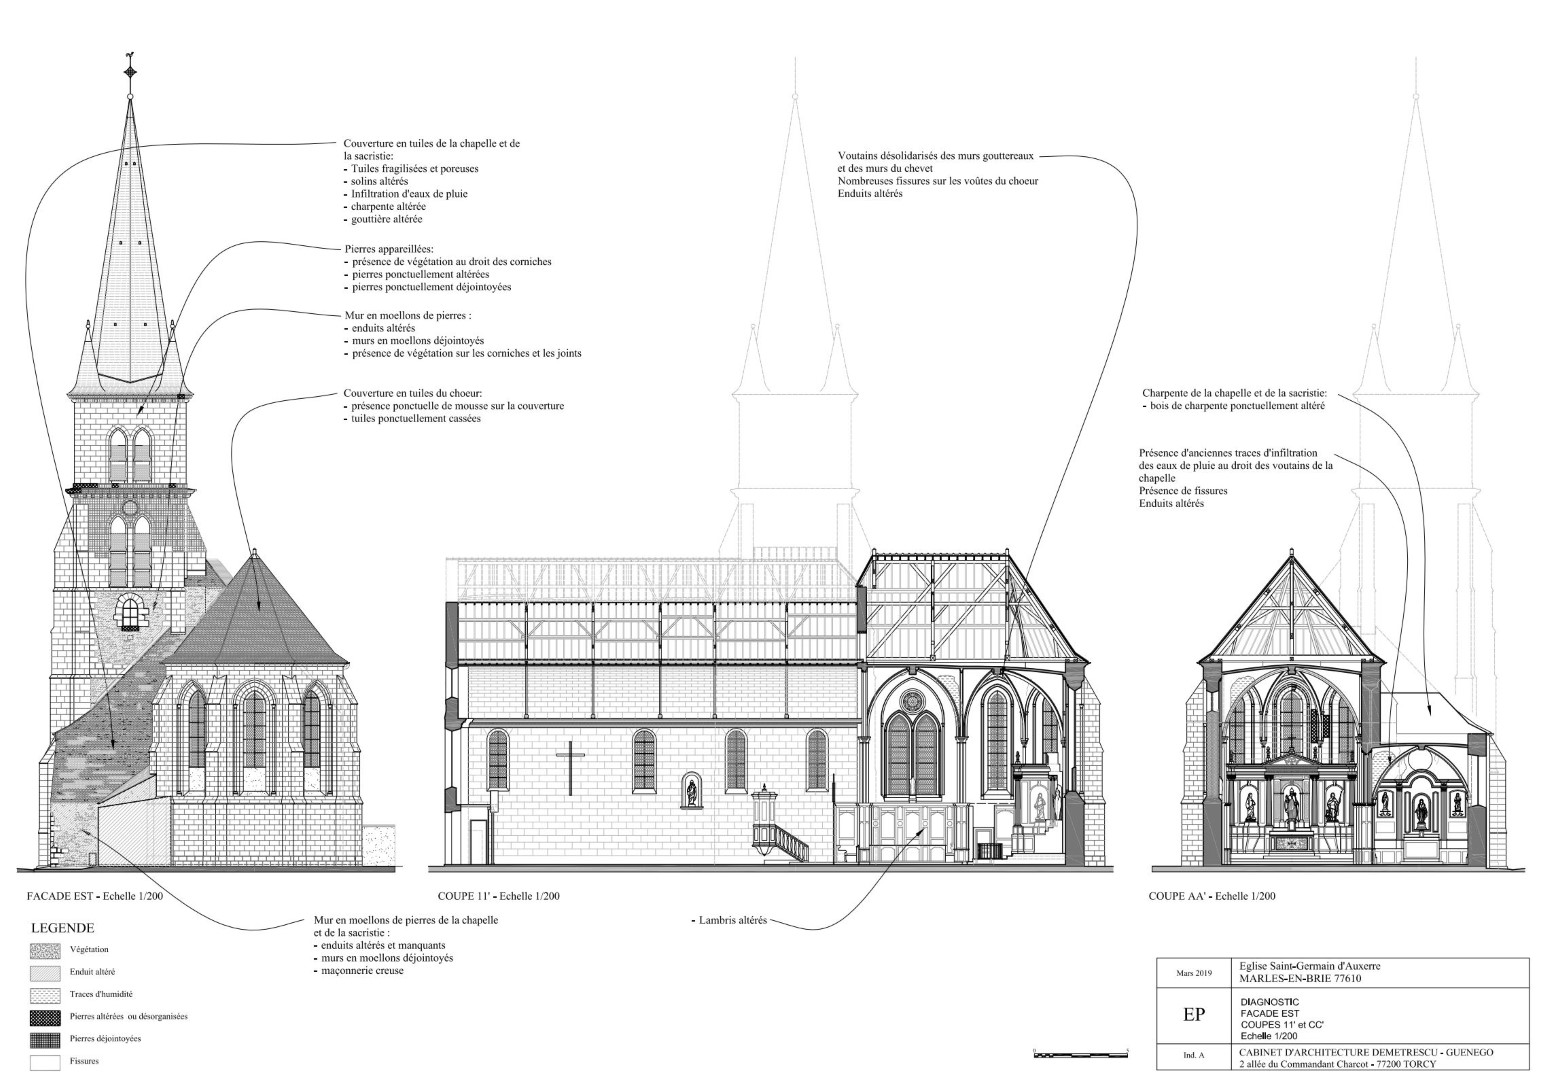 Couverture en tuiles de la chapelle et de
la sacristie:
- Tuiles fragilisées et poreuses
- solins altérés
- Infiltration d'eaux de pluie
- charpente altérée
- gouttière altérée
Pierres appareillées:
- présence de végétation au droit des corniches
- pierres ponctuellement altérées
- pierres ponctuellement déjointoyées
Mur en moellons de pierres :
- enduits altérés
- murs en moellons déjointoyés
- présence de végétation sur les corniches et les joints
Couverture en tuiles du choeur:
- présence ponctuelle de mousse sur la couverture
- tuiles ponctuellement cassées
Voutains désolidarisés des murs gouttereaux
et des murs du chevet
Nombreuses fissures sur les voûtes du choeur
Enduits altérés
Charpente de la chapelle et de la sacristie:
- bois de charpente ponctuellement altéré
Présence d'anciennes traces d'infiltration
des eaux de pluie au droit des voutains de la
chapelle
Présence de fissures
Enduits altérés
FACADE EST - Echelle 1/200
COUPE 11' - Echelle 1/200
COUPE AA' - Echelle 1/200
Mur en moellons de pierres de la chapelle
et de la sacristie :
- enduits altérés et manquants
- murs en moellons déjointoyés
- maçonnerie creuse
- Lambris altérés
LEGENDE
Végétation
Enduit altéré
Traces d'humidité
Pierres altérées ou désorganisées
Pierres déjointoyées
Fissures
Mars 2019
Eglise Saint-Germain d'Auxerre
MARLES-EN-BRIE 77610
EP
DIAGNOSTIC
FACADE EST
COUPES 11' et CC'
Echelle 1/200
Ind. A
CABINET D'ARCHITECTURE DEMETRESCU - GUENEGO
2 allée du Commandant Charcot - 77200 TORCY